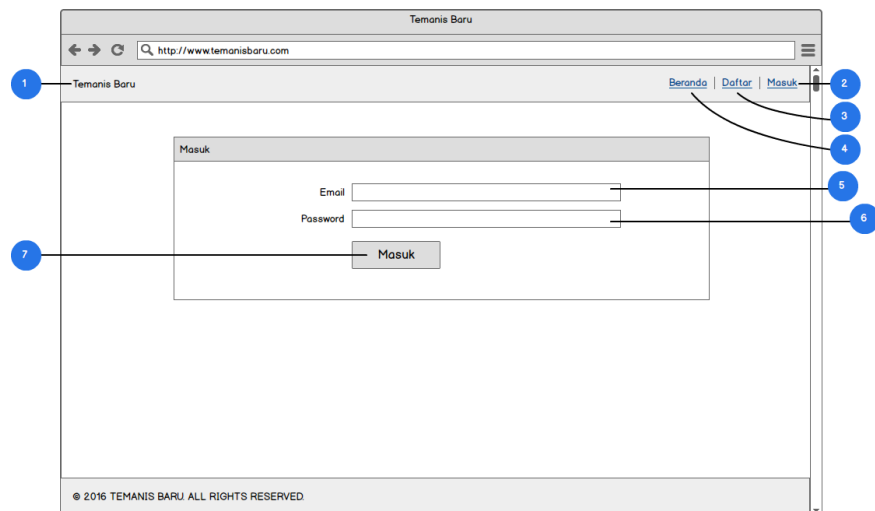 Temanis Baru
http://www.temanisbaru.com
1 Temanis Baru Beranda | Daftar | Masuk 2
3
4
Masuk
5
Email
Password
6
7 Masuk
© 2016 TEMANIS BARU. ALL RIGHTS RESERVED.